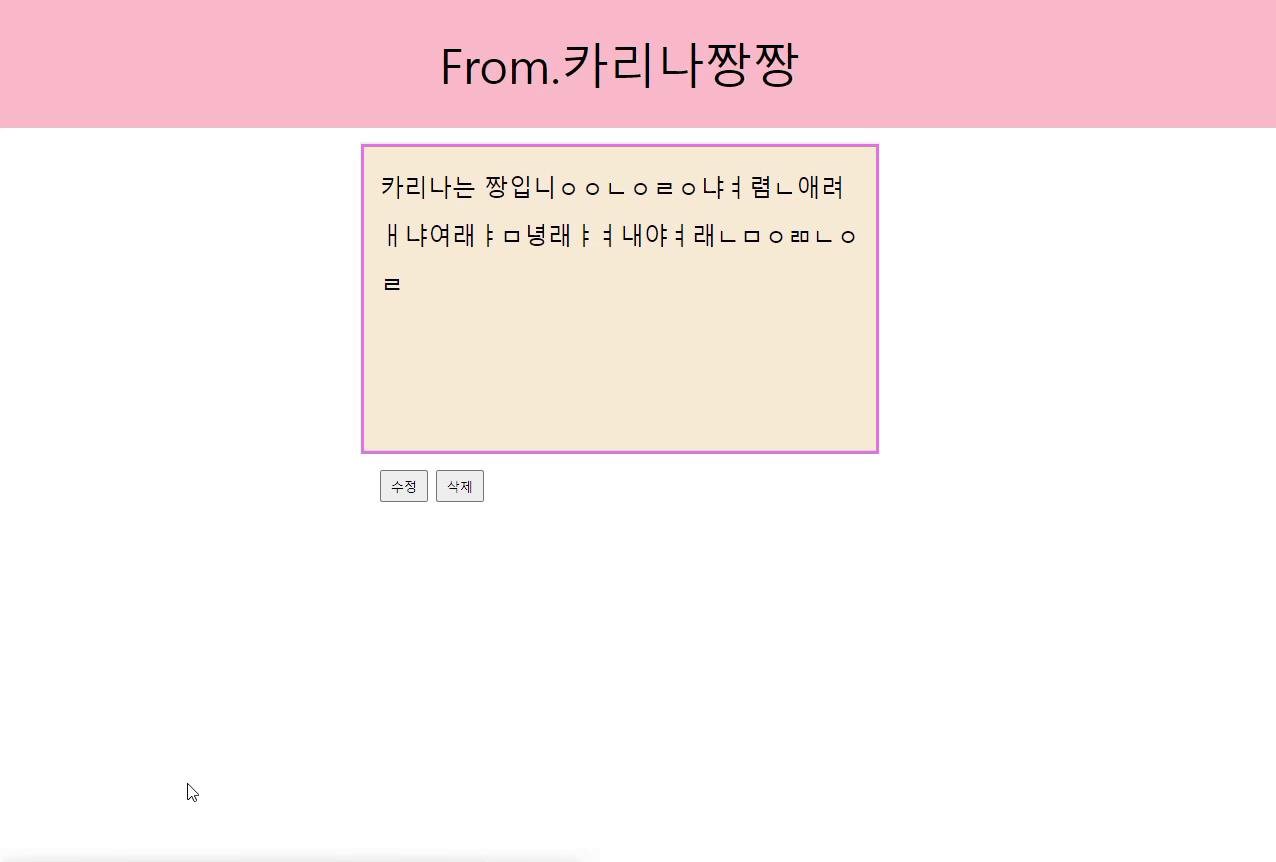 From.카리나짱짱
카리나는 짱입니ㅇㅇㄴㅇㄹㅇ냐ㅕ렴ㄴ애려
ㅐ냐여래ㅑㅁ녕래ㅑㅕ내야ㅕ래ㄴㅁㅇㄻㄴㅇ
ㄹ
수정 삭제